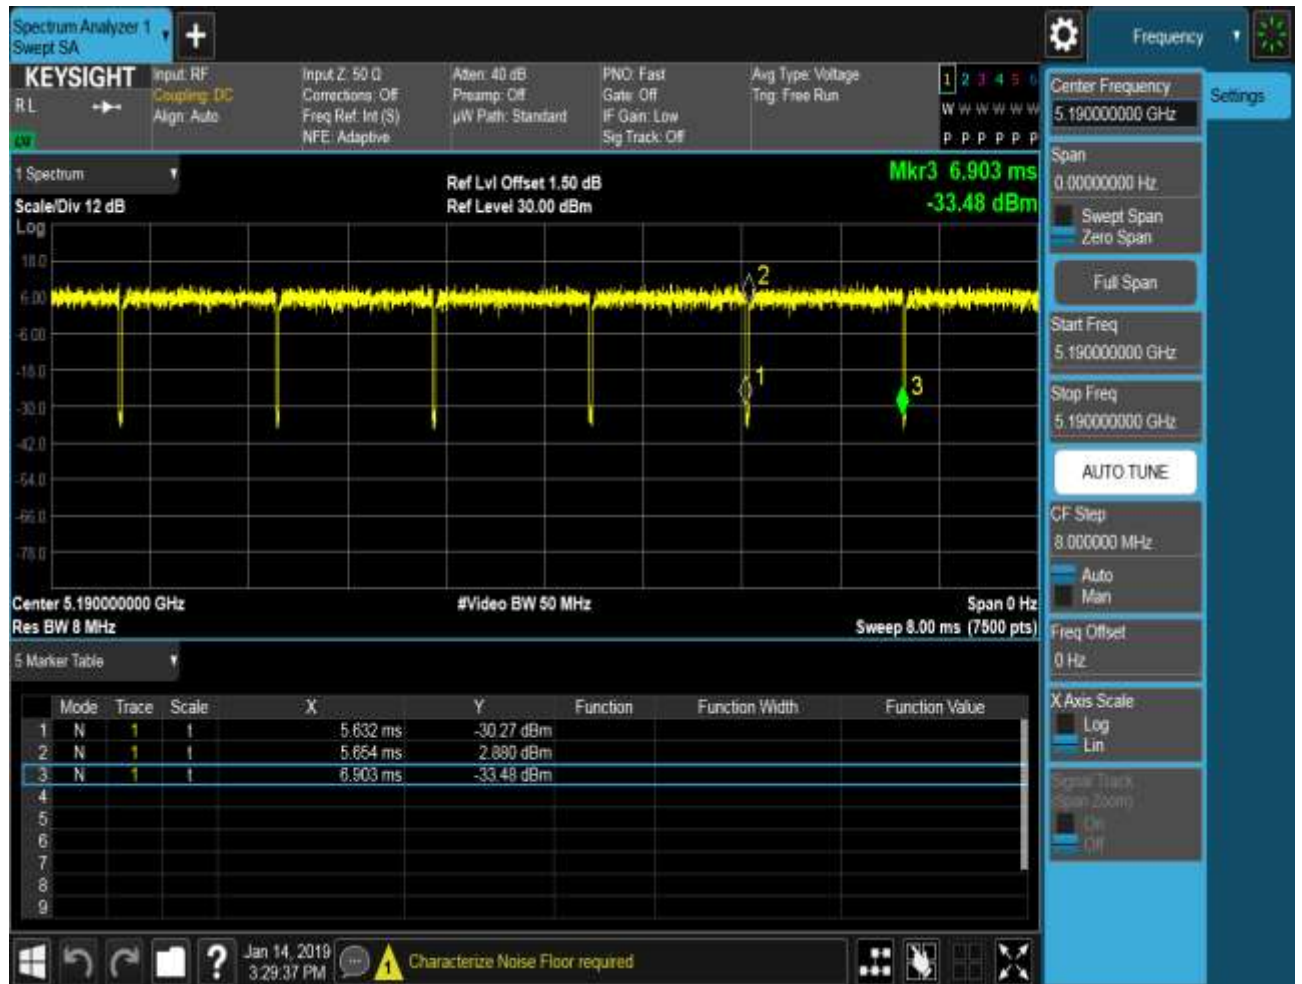 Spectrum Analyzer 1
Swept SA
Frequency
KEYSIGHT
RL
Input: RF
Coupling: DC
Align: Auto
Input Z: 50 Ω
Corrections: Off
Freq Ref: Int (S)
NFE: Adaptive
Atten: 40 dB
Preamp: Off
µW Path: Standard
PNO: Fast
Gate: Off
IF Gain: Low
Sig Track: Off
Avg Type: Voltage
Trig: Free Run
1 2 3 4 5 6
W W W W W W
P P P P P P
1 Spectrum
Scale/Div 12 dB
Ref Lvl Offset 1.50 dB
Ref Level 30.00 dBm
Mkr3 6.903 ms
-33.48 dBm
Log
18.0
6.00
-6.00
-18.0
-30.0
-42.0
-54.0
-66.0
-78.0
2
1
3
Center 5.190000000 GHz
#Video BW 50 MHz
Span 0 Hz
Res BW 8 MHz
Sweep 8.00 ms (7500 pts)
5 Marker Table
Mode Trace Scale X Y Function Function Width Function Value
1 N 1 t 5.632 ms -30.27 dBm
2 N 1 t 5.654 ms 2.880 dBm
3 N 1 t 6.903 ms -33.48 dBm
4
5
6
7
8
9
Center Frequency
5.190000000 GHz
Settings
Span
0.00000000 Hz
Swept Span
Zero Span
Full Span
Start Freq
5.190000000 GHz
Stop Freq
5.190000000 GHz
AUTO TUNE
CF Step
8.000000 MHz
Auto
Man
Freq Offset
0 Hz
X Axis Scale
Log
Lin
Signal Track
(Span Zoom)
On
Off
?
Jan 14, 2019
3:29:37 PM
1
Characterize Noise Floor required